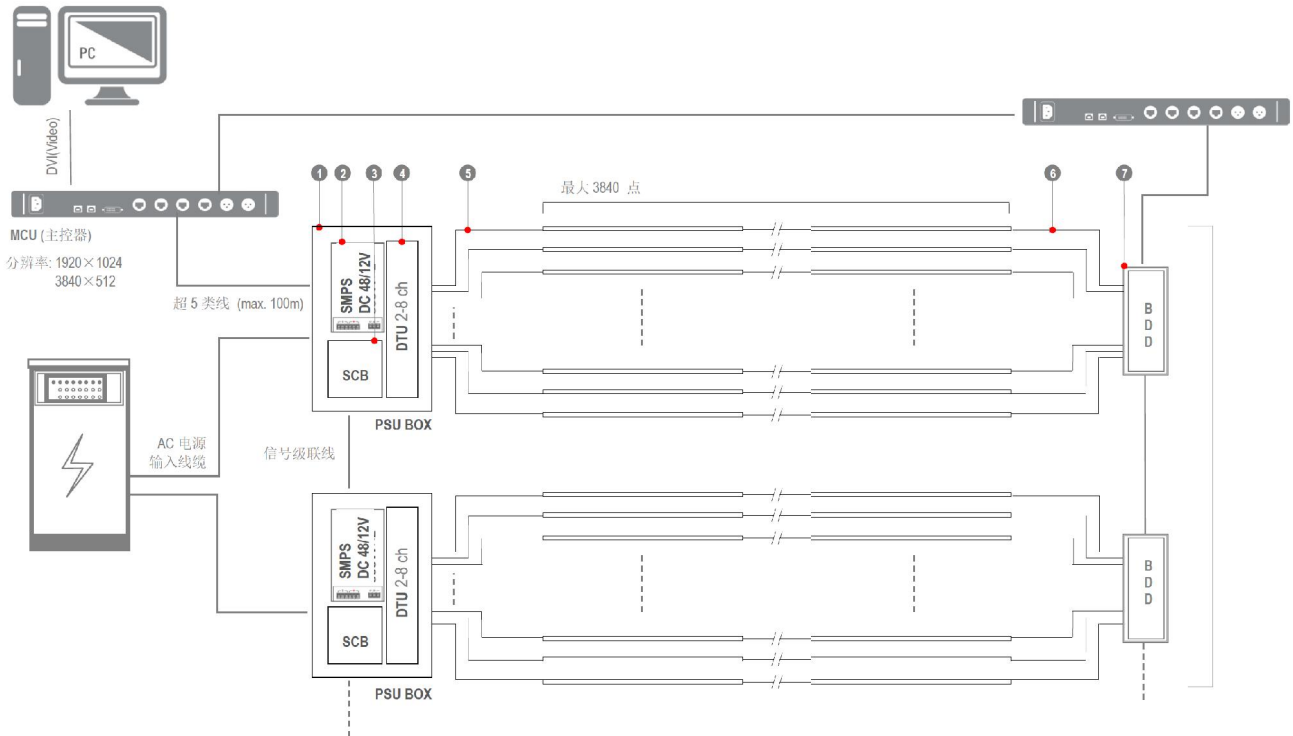 PC
DVI(Video)
MCU (主控器)
分辨率: 1920×1024
3840×512
超 5 类线 (max. 100m)
1
2
3
4
5
最大 3840 点
6
7
SMPS
DC 48/12V
DTU 2-8 ch
SCB
PSU BOX
BDD
AC 电源
输入线缆
信号级联线
SMPS
DC 48/12V
DTU 2-8 ch
SCB
PSU BOX
BDD